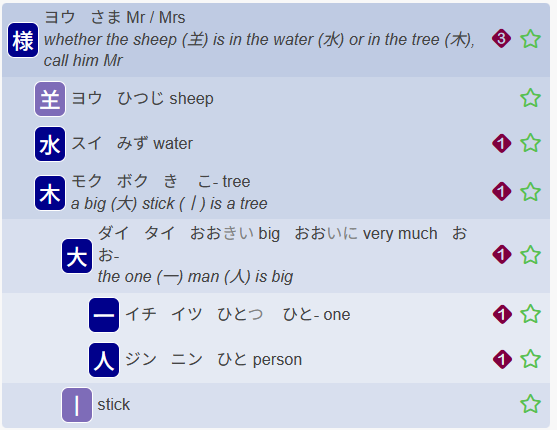 様 ヨウ さま Mr / Mrs
whether the sheep (𦍌) is in the water (水) or in the tree (木),
call him Mr
3
𦍌 ヨウ ひつじ sheep
水 スイ みず water
1
木 モク ボク き こ- tree
a big (大) stick (丨) is a tree
1
大 ダイ タイ おおきい big おおいに very much お
お-
the one (一) man (人) is big
1
一 イチ イツ ひとつ ひと- one
1
人 ジン ニン ひと person
1
丨 stick